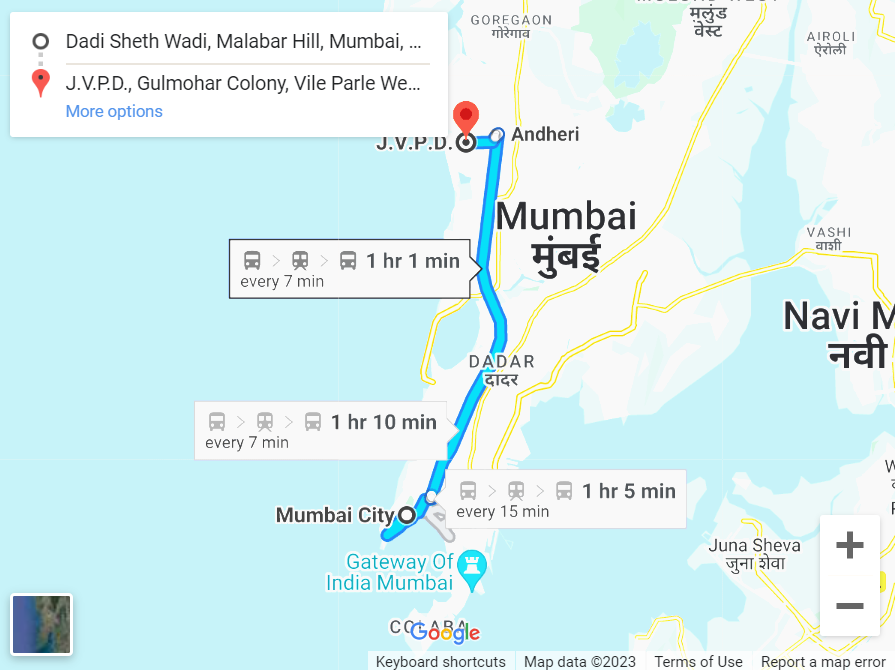 Dadi Sheth Wadi, Malabar Hill, Mumbai, ...
J.V.P.D., Gulmohar Colony, Vile Parle We...
More options
GOREGAON
गोरेगाव
मुलुंड
वेस्ट
AIROLI
ऐरोली
J.V.P.D.
Andheri
Mumbai
मुंबई
VASHI
वाशी
1 hr 1 min
every 7 min
Navi M
नवी
DADAR
दादर
1 hr 10 min
every 7 min
1 hr 5 min
every 15 min
Mumbai City
Juna Sheva
जुना शेवा
Gateway Of
India Mumbai
COLABA
Google
Keyboard shortcuts
Map data ©2023
Terms of Use
Report a map error